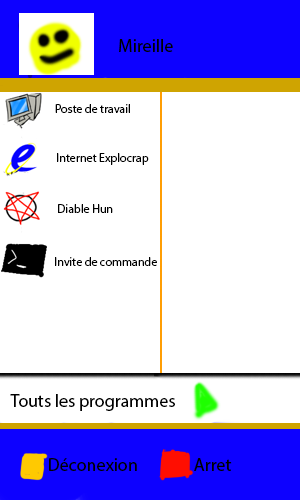 Mireille
Poste de travail
Internet Explocrap
Diable Hun
Invite de commande
Touts les programmes
Déconexion
Arret